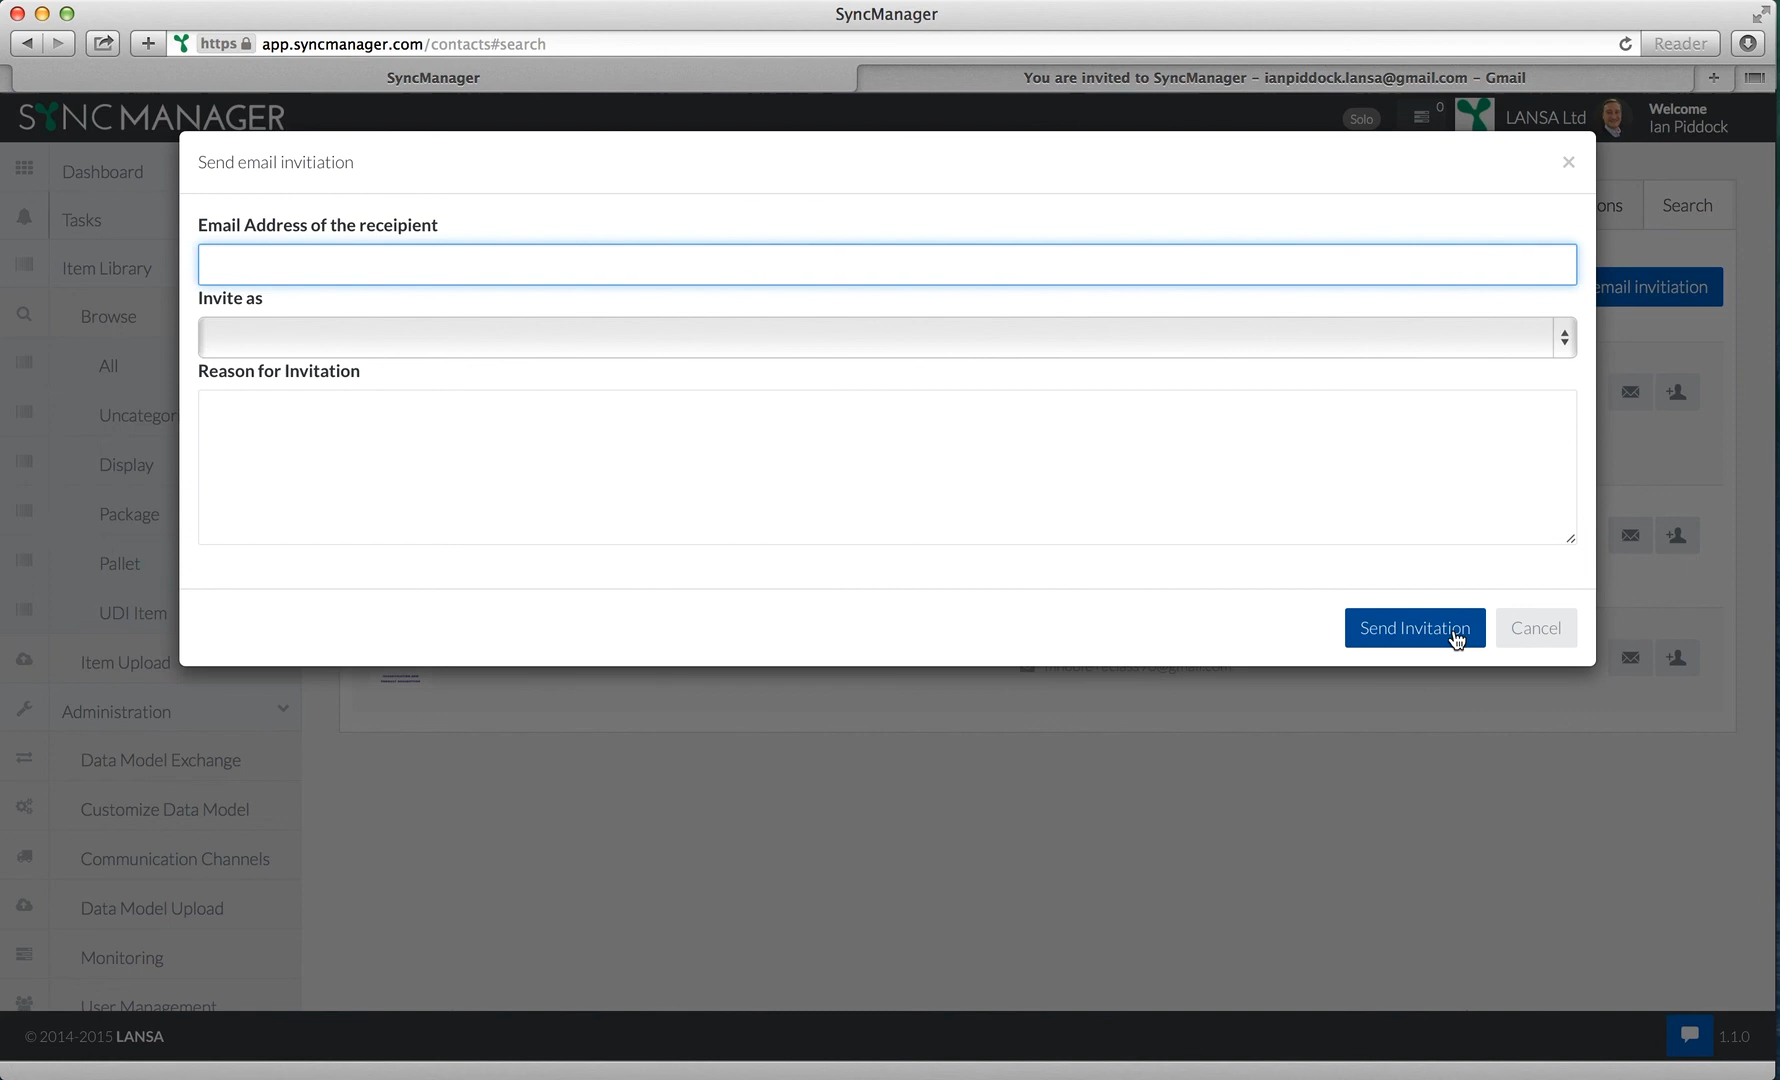 SyncManager
https app.syncmanager.com/contacts#search
Reader
SyncManager
You are invited to SyncManager – ianpiddock.lansa@gmail.com – Gmail
SYNC MANAGER
Solo
0
LANSA Ltd
Welcome
Ian Piddock
Send email invitiation
×
Email Address of the receipient
Invite as
Reason for Invitation
Send Invitation
Cancel
ons
Search
email invitiation
Dashboard
Tasks
Item Library
Browse
All
Uncategor
Display
Package
Pallet
UDI Item
Item Upload
Administration
Data Model Exchange
Customize Data Model
Communication Channels
Data Model Upload
Monitoring
User Management
© 2014-2015 LANSA
1.1.0